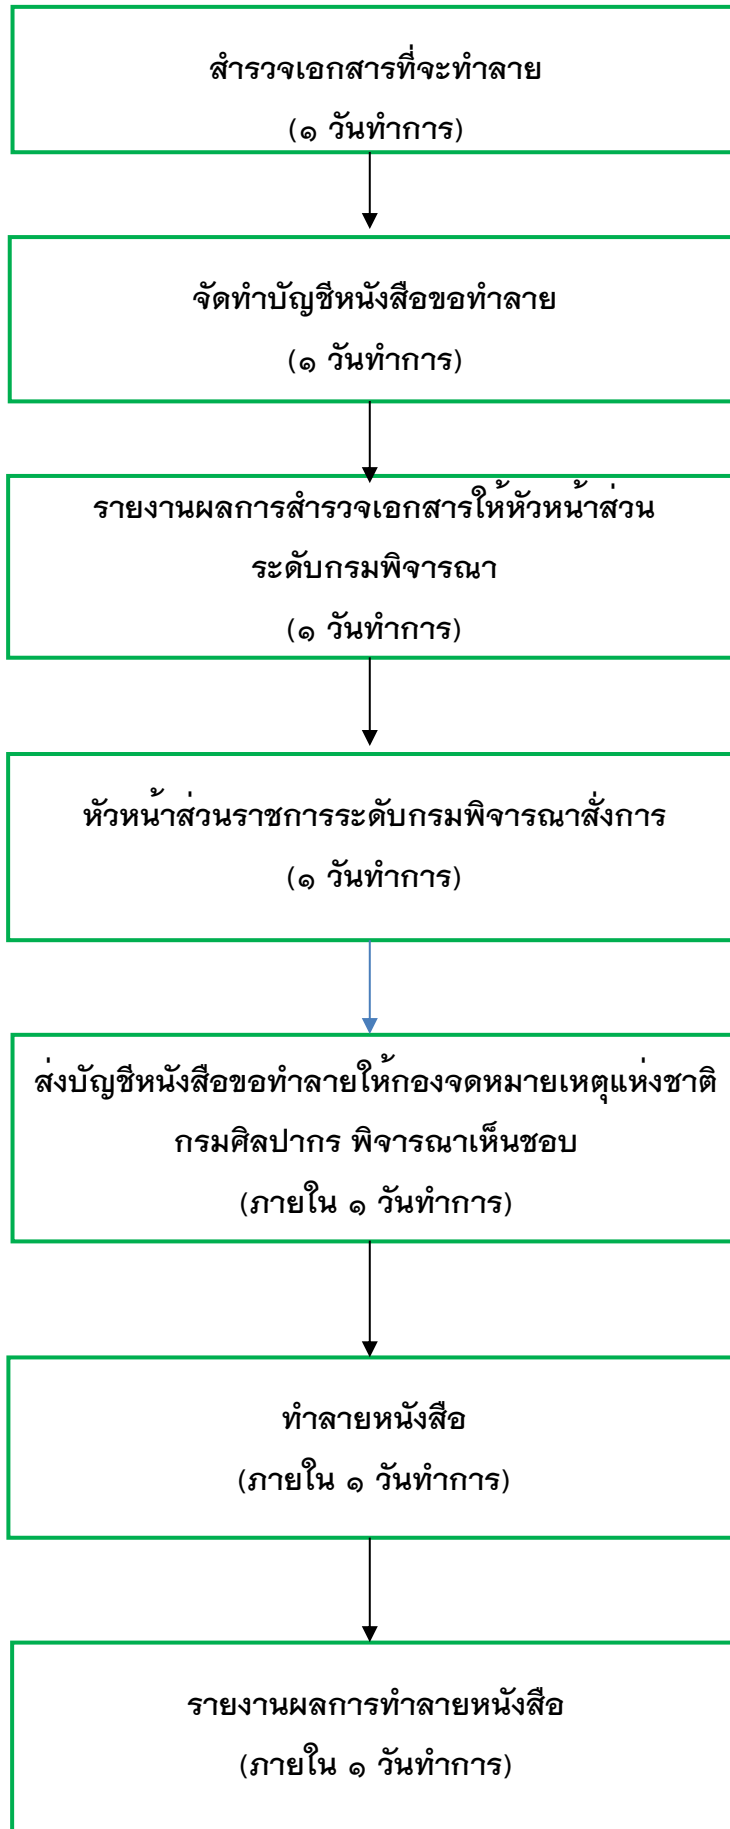 สำรวจเอกสารที่จะทำลาย
(๑ วันทำการ)
จัดทำบัญชีหนังสือขอทำลาย
(๑ วันทำการ)
รายงานผลการสำรวจเอกสารให้หัวหน้าส่วน
ระดับกรมพิจารณา
(๑ วันทำการ)
หัวหน้าส่วนราชการระดับกรมพิจารณาสั่งการ
(๑ วันทำการ)
ส่งบัญชีหนังสือขอทำลายให้กองจดหมายเหตุแห่งชาติ
กรมศิลปากร พิจารณาเห็นชอบ
(ภายใน ๑ วันทำการ)
ทำลายหนังสือ
(ภายใน ๑ วันทำการ)
รายงานผลการทำลายหนังสือ
(ภายใน ๑ วันทำการ)